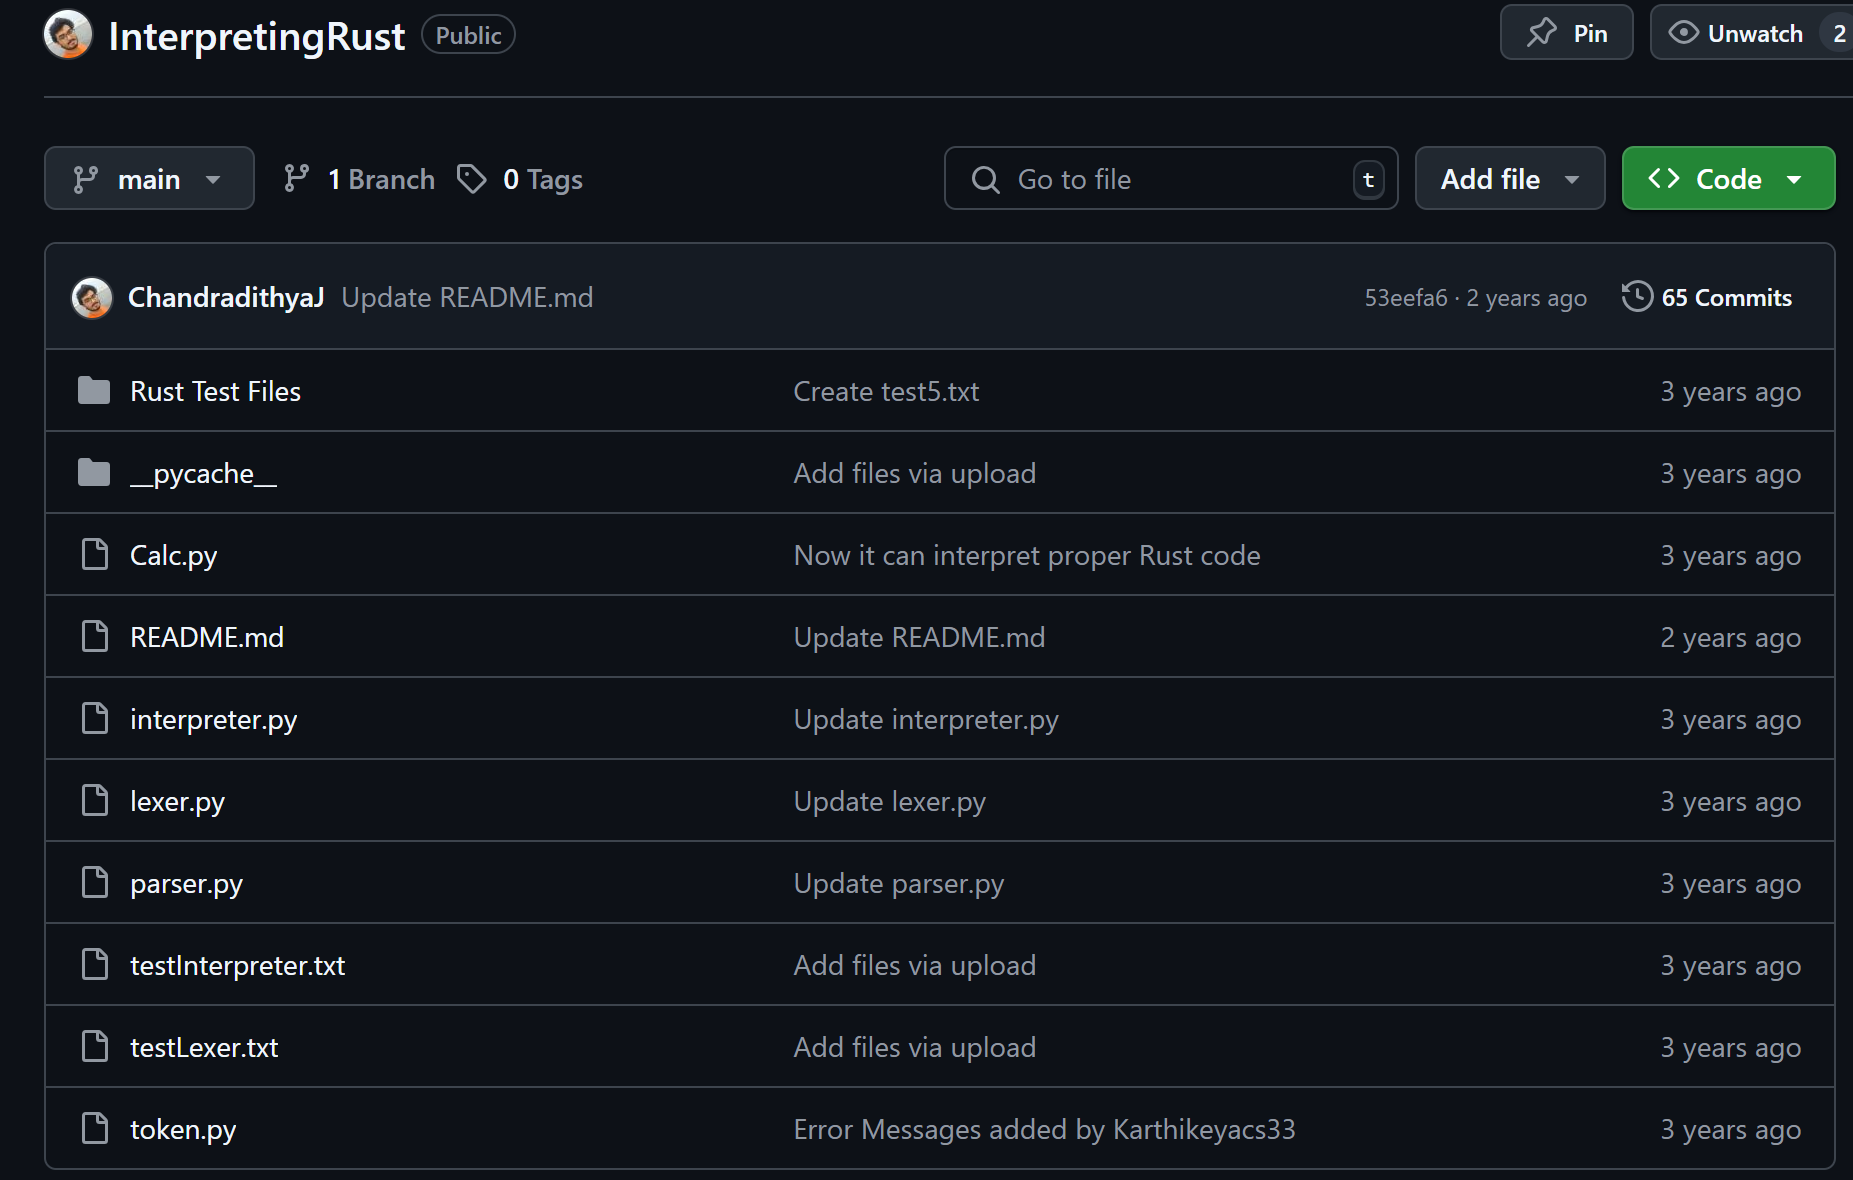 InterpretingRust Public Pin Unwatch 2
main 1 Branch 0 Tags Go to file t Add file Code
ChandradithyaJ Update README.md 53eefa6 · 2 years ago 65 Commits
Rust Test Files Create test5.txt 3 years ago
__pycache__ Add files via upload 3 years ago
Calc.py Now it can interpret proper Rust code 3 years ago
README.md Update README.md 2 years ago
interpreter.py Update interpreter.py 3 years ago
lexer.py Update lexer.py 3 years ago
parser.py Update parser.py 3 years ago
testInterpreter.txt Add files via upload 3 years ago
testLexer.txt Add files via upload 3 years ago
token.py Error Messages added by Karthikeyacs33 3 years ago